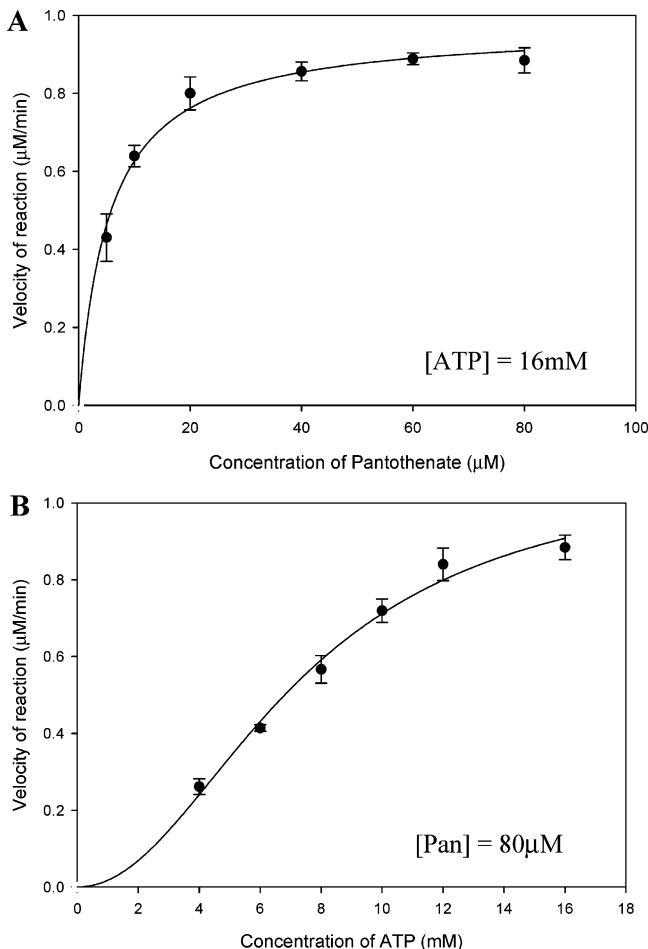 A
1.0
0.8
0.6
0.4
0.2
0.0
Velocity of reaction (μM/min)
[ATP] = 16mM
0 20 40 60 80 100
Concentration of Pantothenate (μM)
B
1.0
0.8
0.6
0.4
0.2
0.0
Velocity of reaction (μM/min)
[Pan] = 80μM
0 2 4 6 8 10 12 14 16 18
Concentration of ATP (mM)